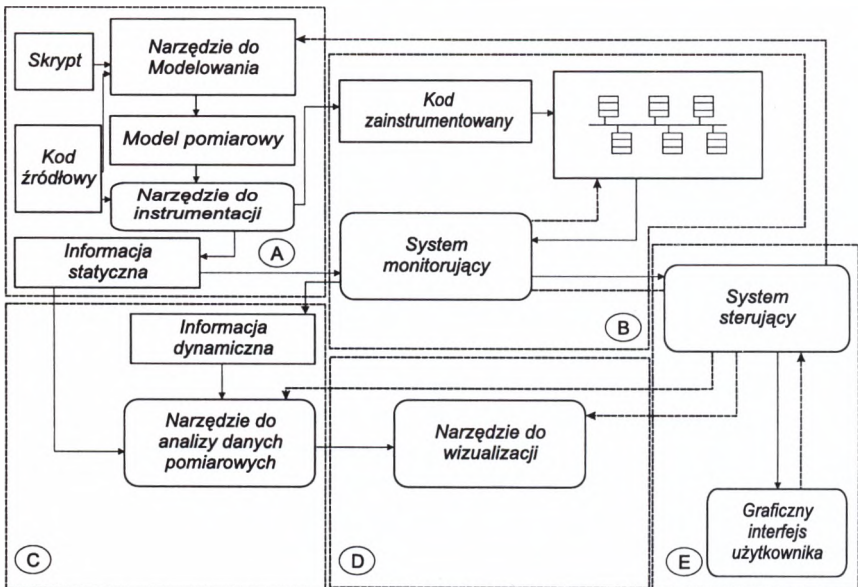 Skrypt
Narzędzie do
Modelowania
Kod
źródłowy
Model pomiarowy
Narzędzie do
instrumentacji
Informacja
statyczna
A
Kod
zainstrumentowany
System
monitorujący
B
System
sterujący
Informacja
dynamiczna
Narzędzie do
analizy danych
pomiarowych
C
Narzędzie do
wizualizacji
D
Graficzny
interfejs
użytkownika
E